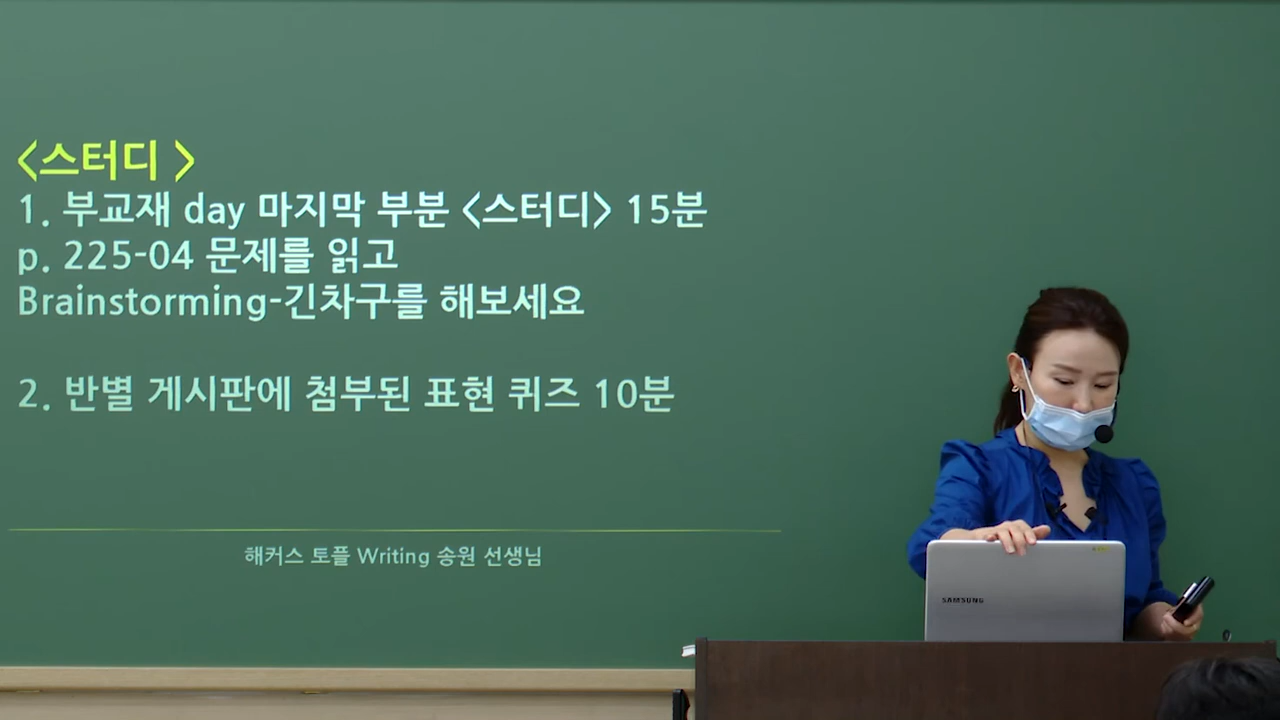 <스터디 >
1. 부교재 day 마지막 부분 <스터디> 15분
p. 225-04 문제를 읽고
Brainstorming-긴차구를 해보세요
2. 반별 게시판에 첨부된 표현 퀴즈 10분
해커스 토플 Writing 송원 선생님
SAMSUNG